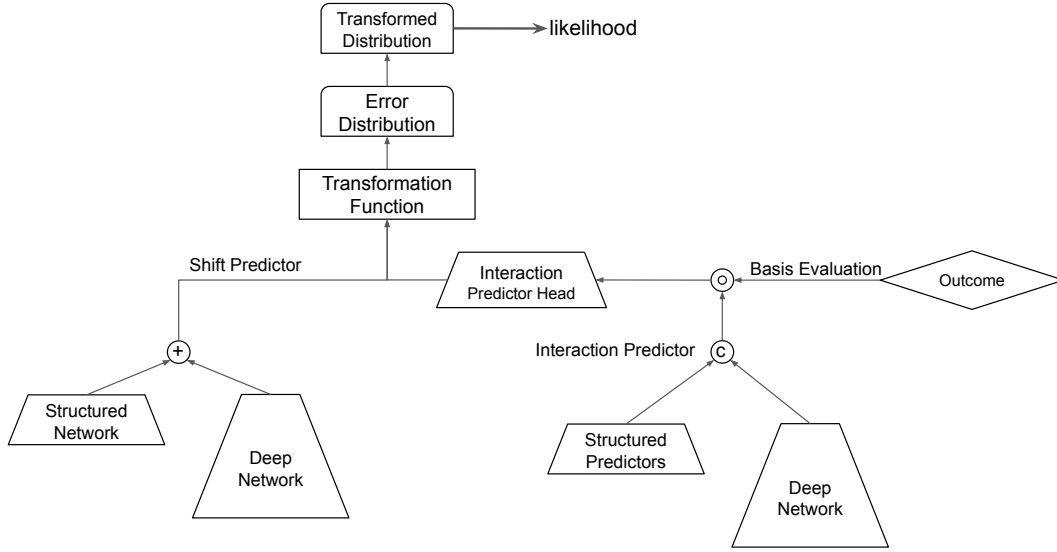 Transformed
Distribution
likelihood
Error
Distribution
Transformation
Function
Shift Predictor
Interaction
Predictor Head
Basis Evaluation
Outcome
+
Interaction Predictor
C
Structured
Network
Deep
Network
Structured
Predictors
Deep
Network